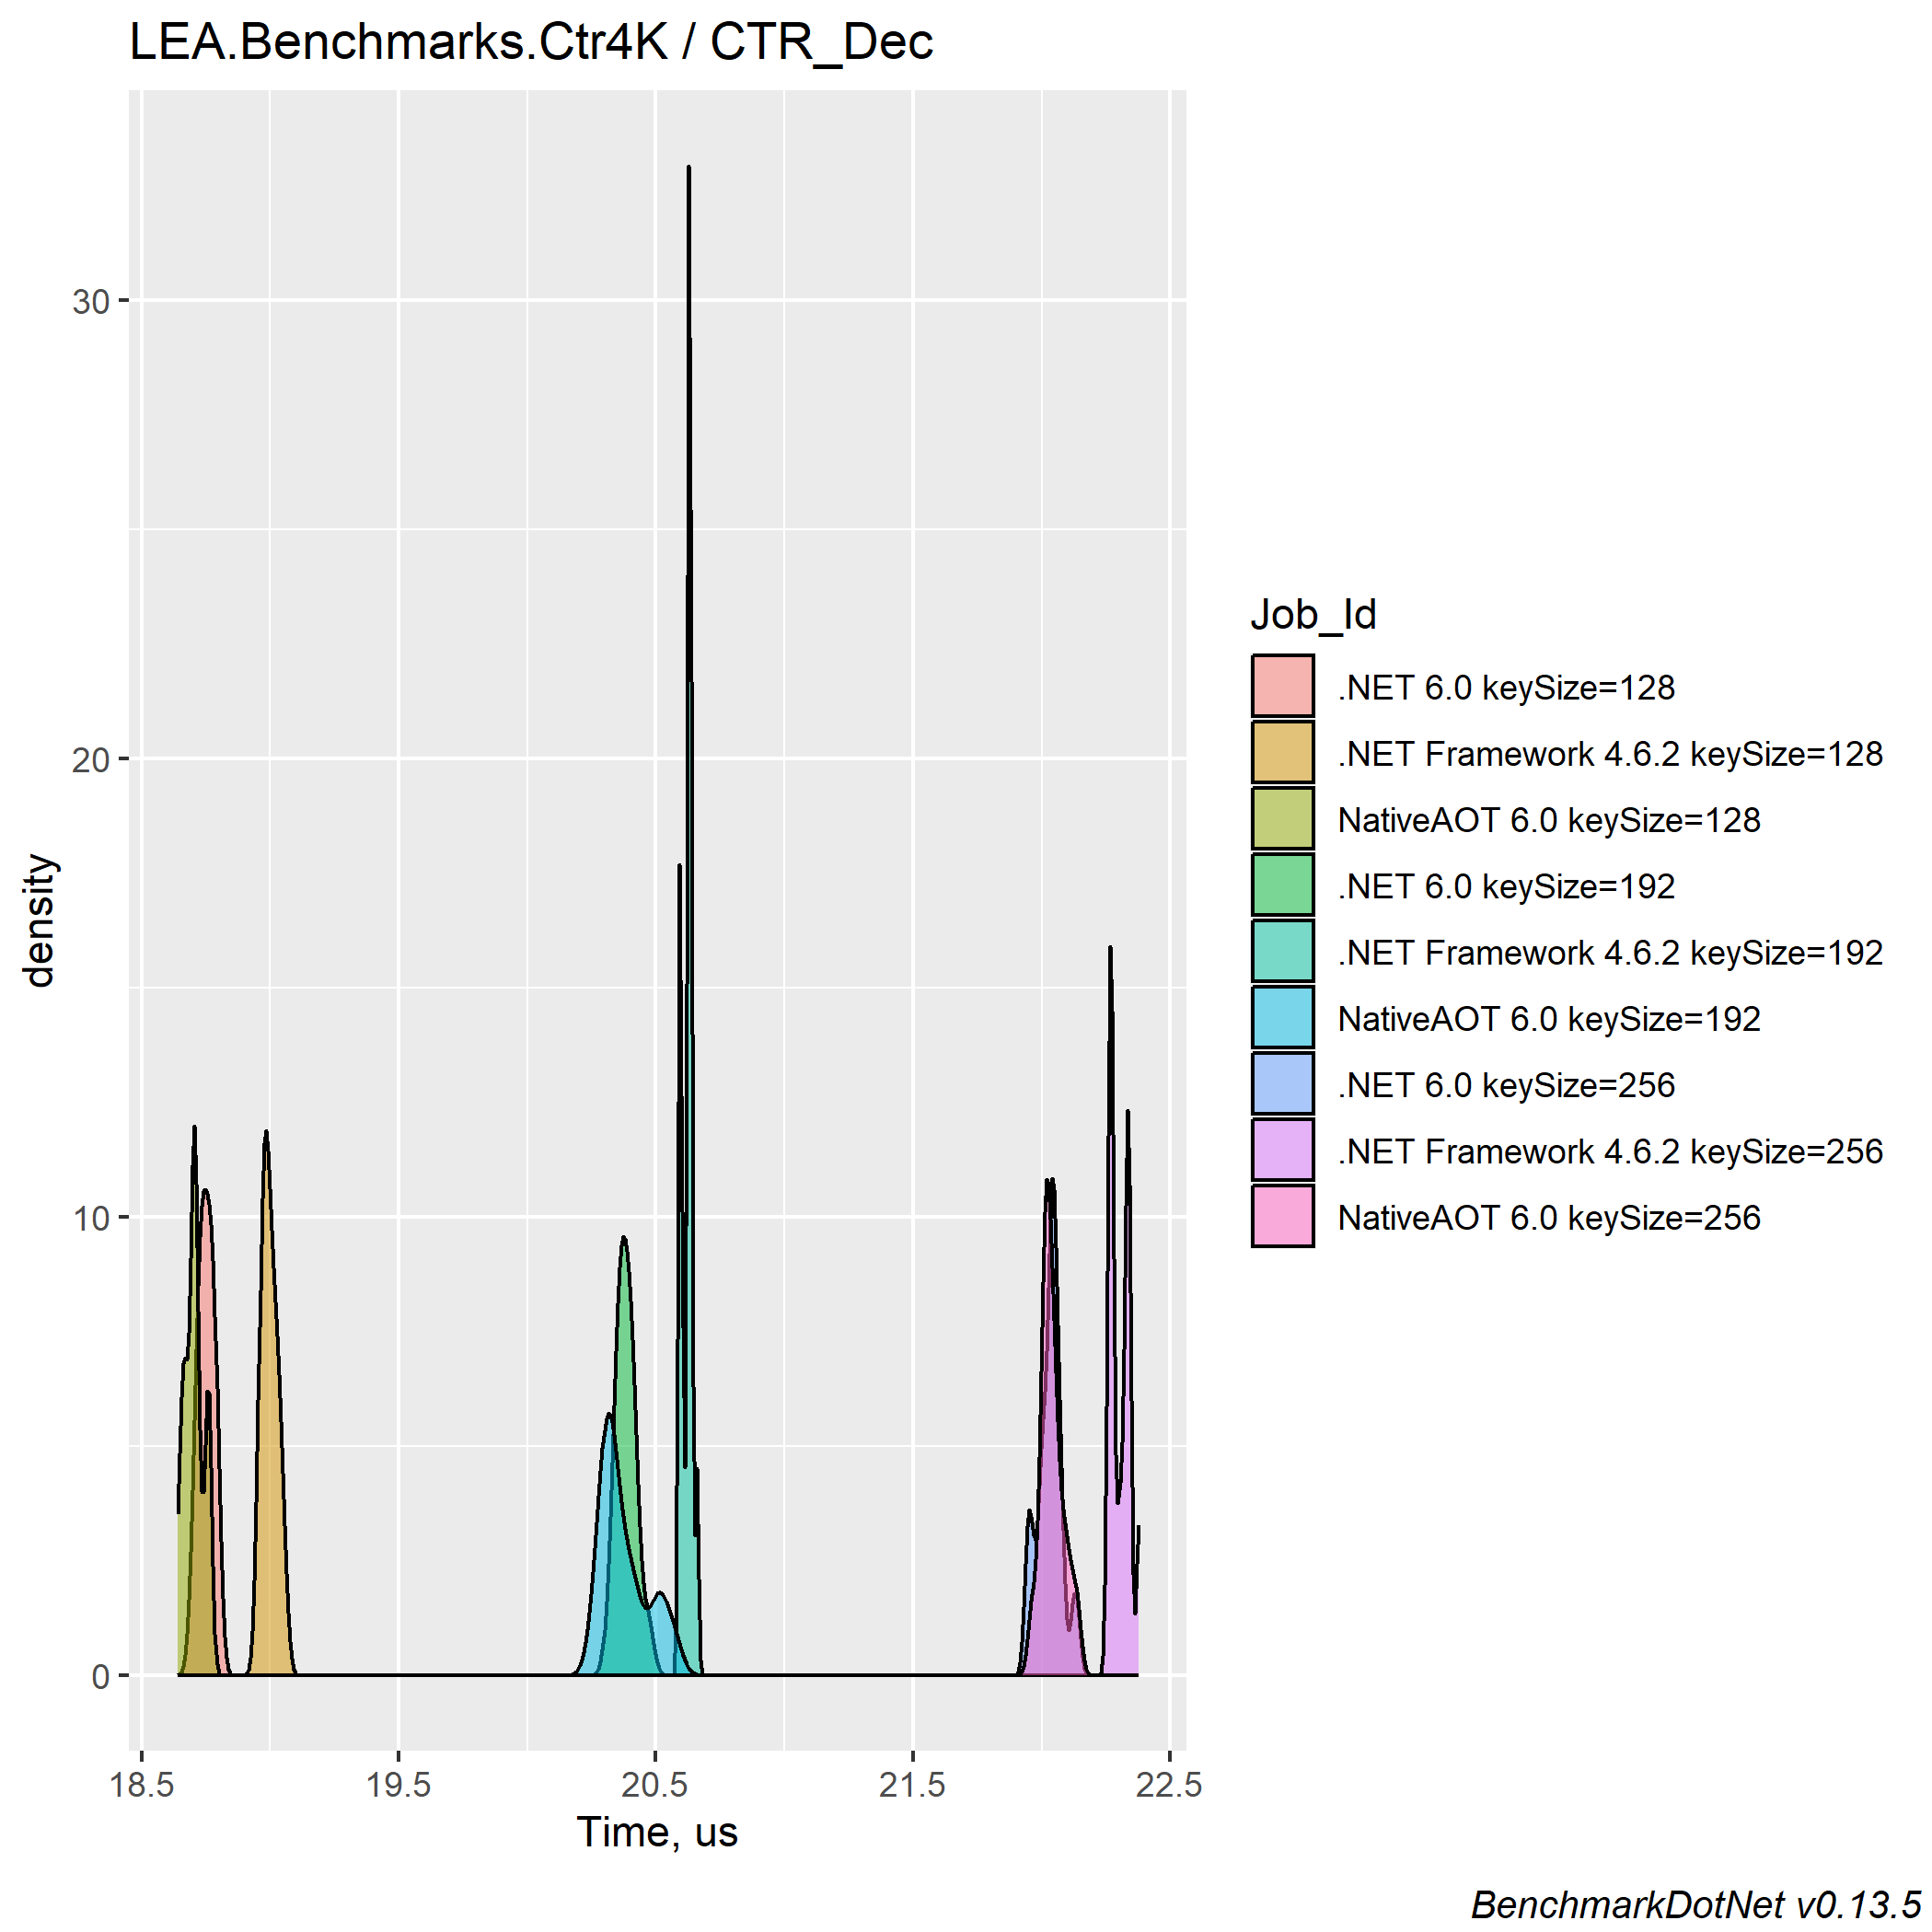 LEA.Benchmarks.Ctr4K / CTR_Dec
30
20
10
0
density
18.5 19.5 20.5 21.5 22.5
Time, us
Job_Id
.NET 6.0 keySize=128
.NET Framework 4.6.2 keySize=128
NativeAOT 6.0 keySize=128
.NET 6.0 keySize=192
.NET Framework 4.6.2 keySize=192
NativeAOT 6.0 keySize=192
.NET 6.0 keySize=256
.NET Framework 4.6.2 keySize=256
NativeAOT 6.0 keySize=256
BenchmarkDotNet v0.13.5